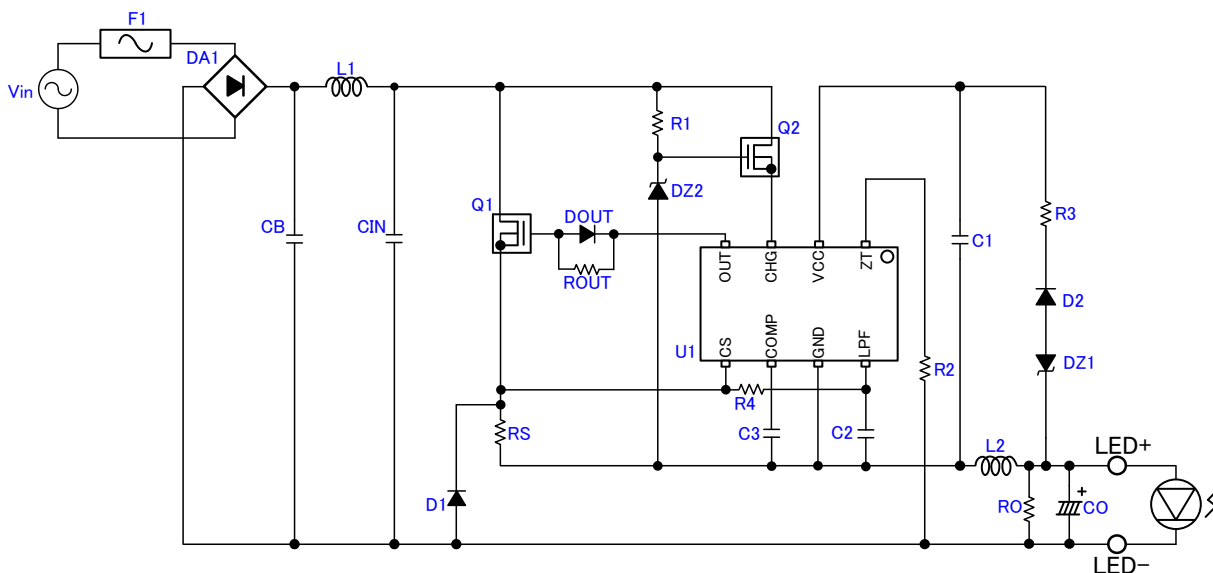 F1
DA1
Vin
L1
R1
Q2
DZ2
Q1
DOUT
ROUT
CB
CIN
C1
R3
D2
DZ1
OUT
CHG
VCC
ZT
CS
COMP
GND
LPF
U1
R2
R4
RS
C3
C2
L2
LED+
D1
RO
CO
+
LED-